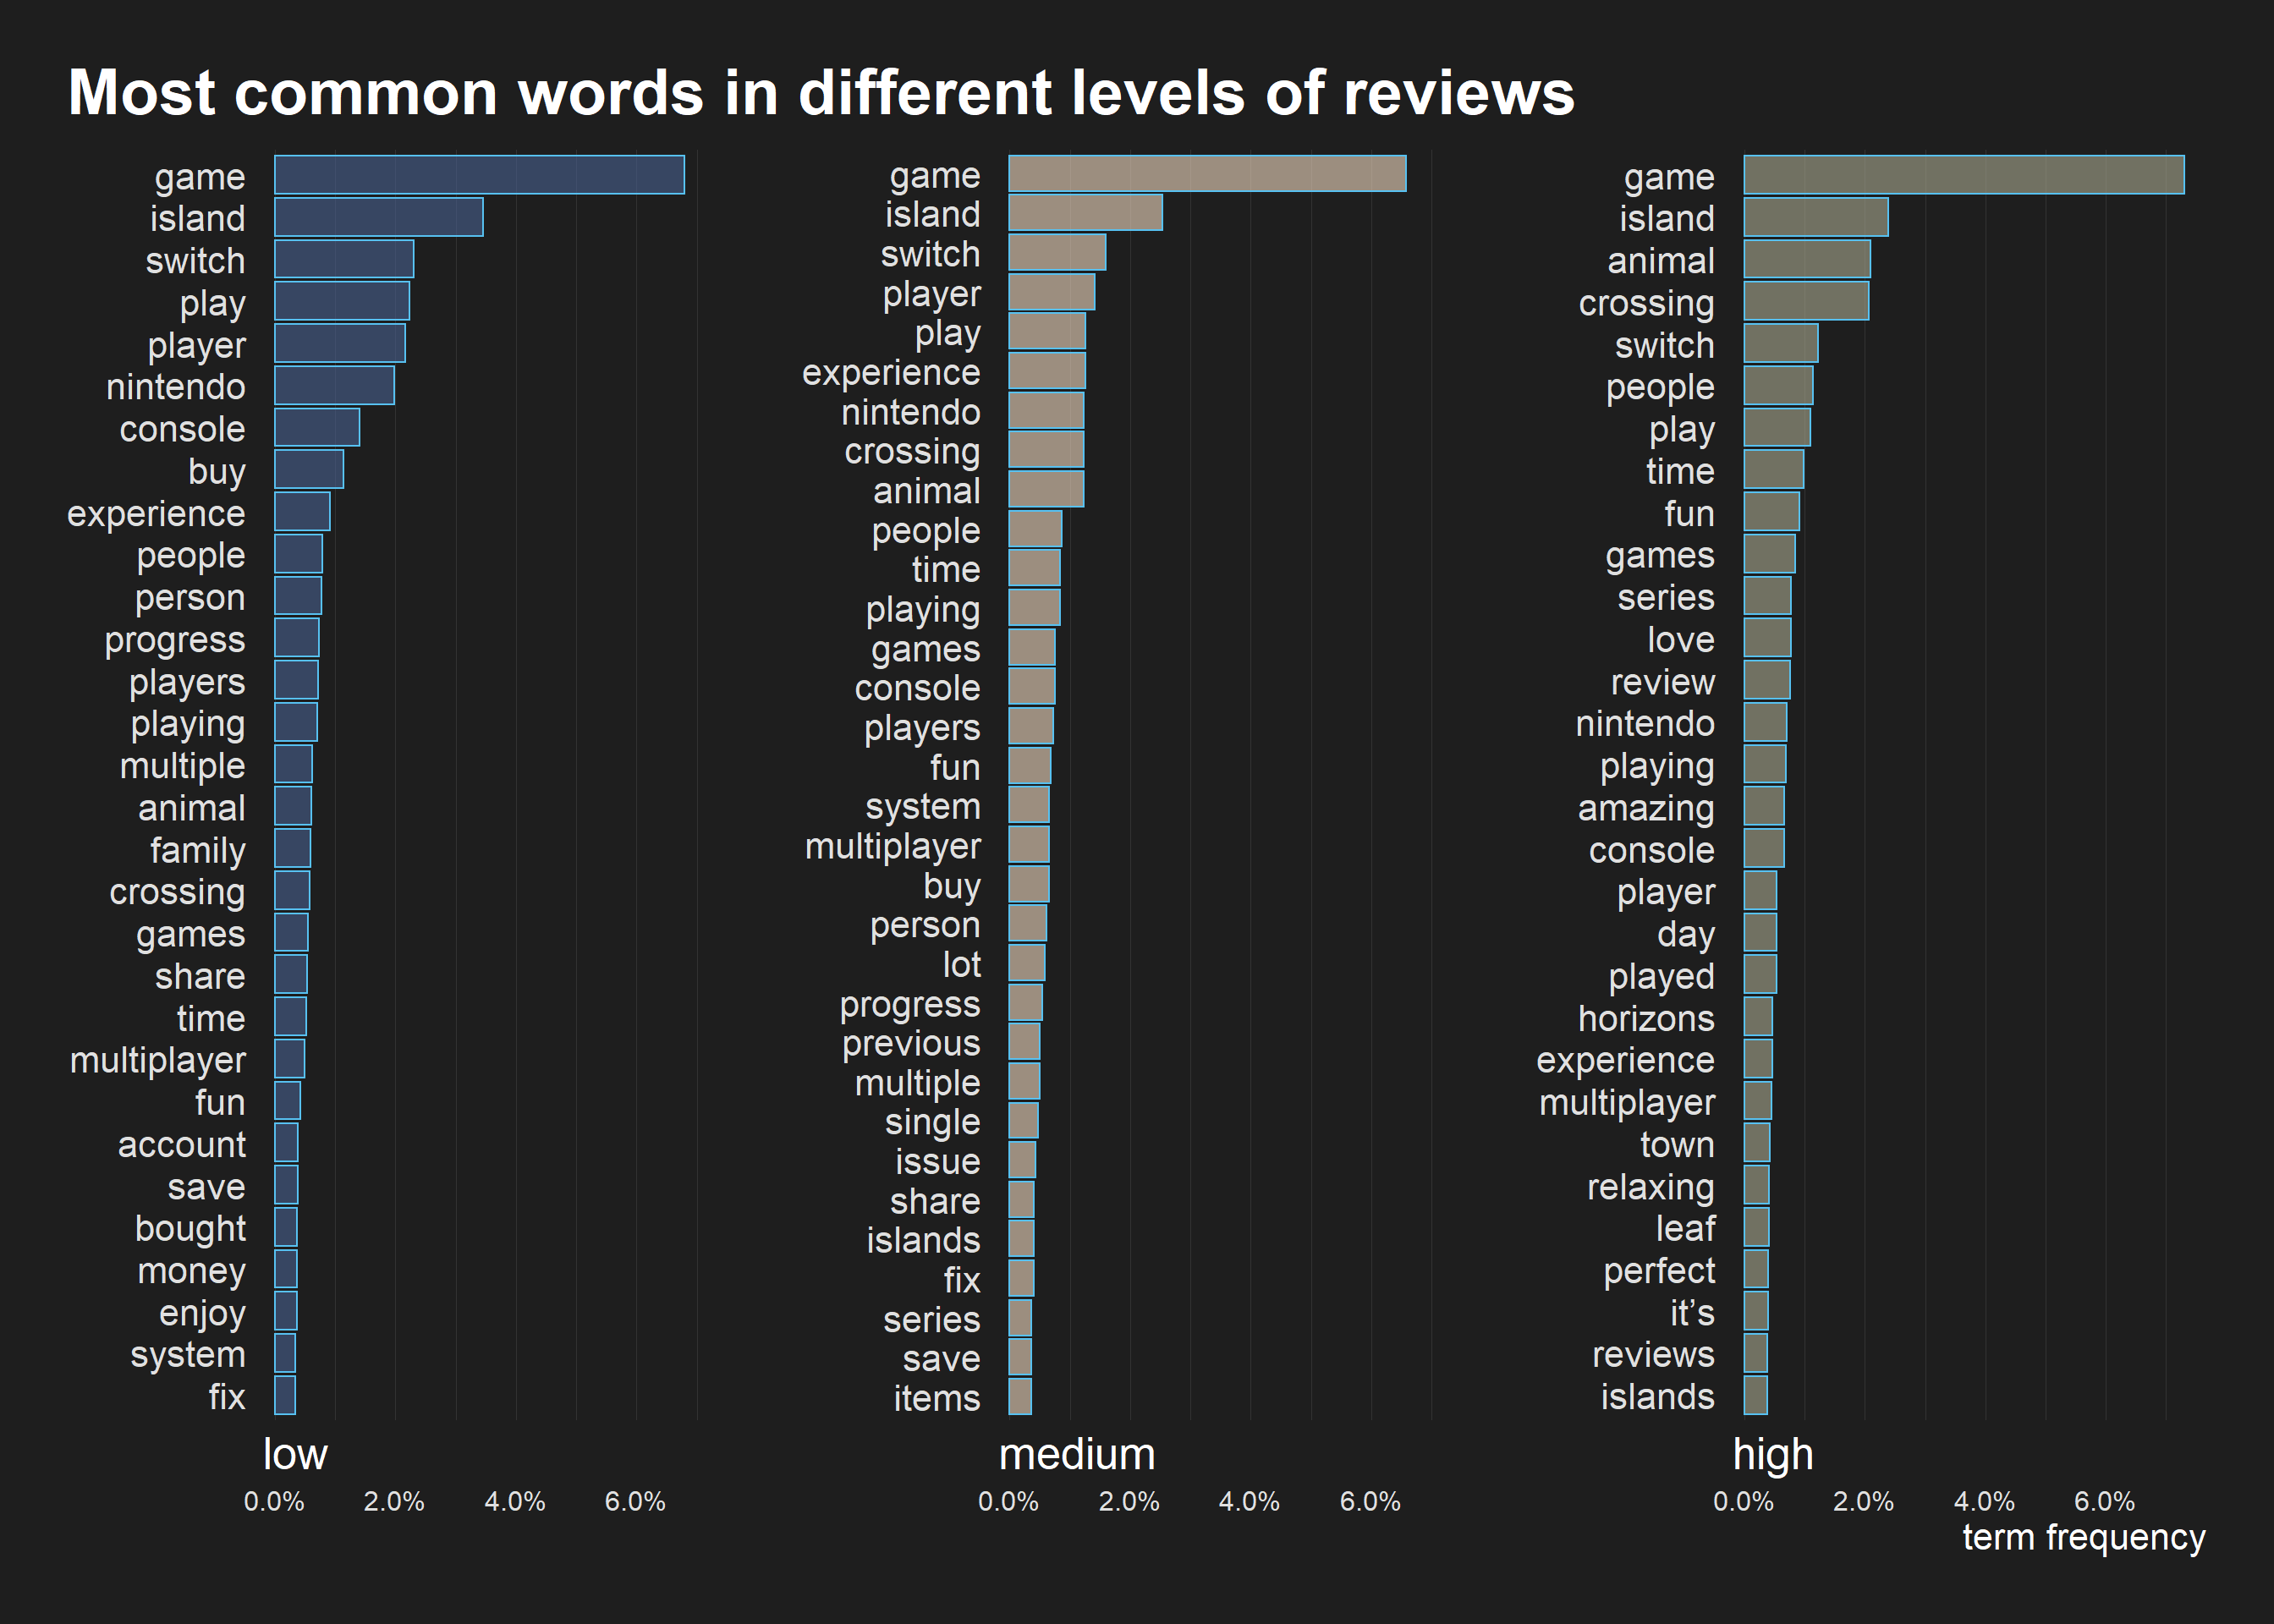 Most common words in different levels of reviews
game
island
switch
play
player
nintendo
console
buy
experience
people
person
progress
players
playing
multiple
animal
family
crossing
games
share
time
multiplayer
fun
account
save
bought
money
enjoy
system
fix
low
0.0% 2.0% 4.0% 6.0%
game
island
switch
player
play
experience
nintendo
crossing
animal
people
time
playing
games
console
players
fun
system
multiplayer
buy
person
lot
progress
previous
multiple
single
issue
share
islands
fix
series
save
items
medium
0.0% 2.0% 4.0% 6.0%
game
island
animal
crossing
switch
people
play
time
fun
games
series
love
review
nintendo
playing
amazing
console
player
day
played
horizons
experience
multiplayer
town
relaxing
leaf
perfect
it’s
reviews
islands
high
0.0% 2.0% 4.0% 6.0%
term frequency